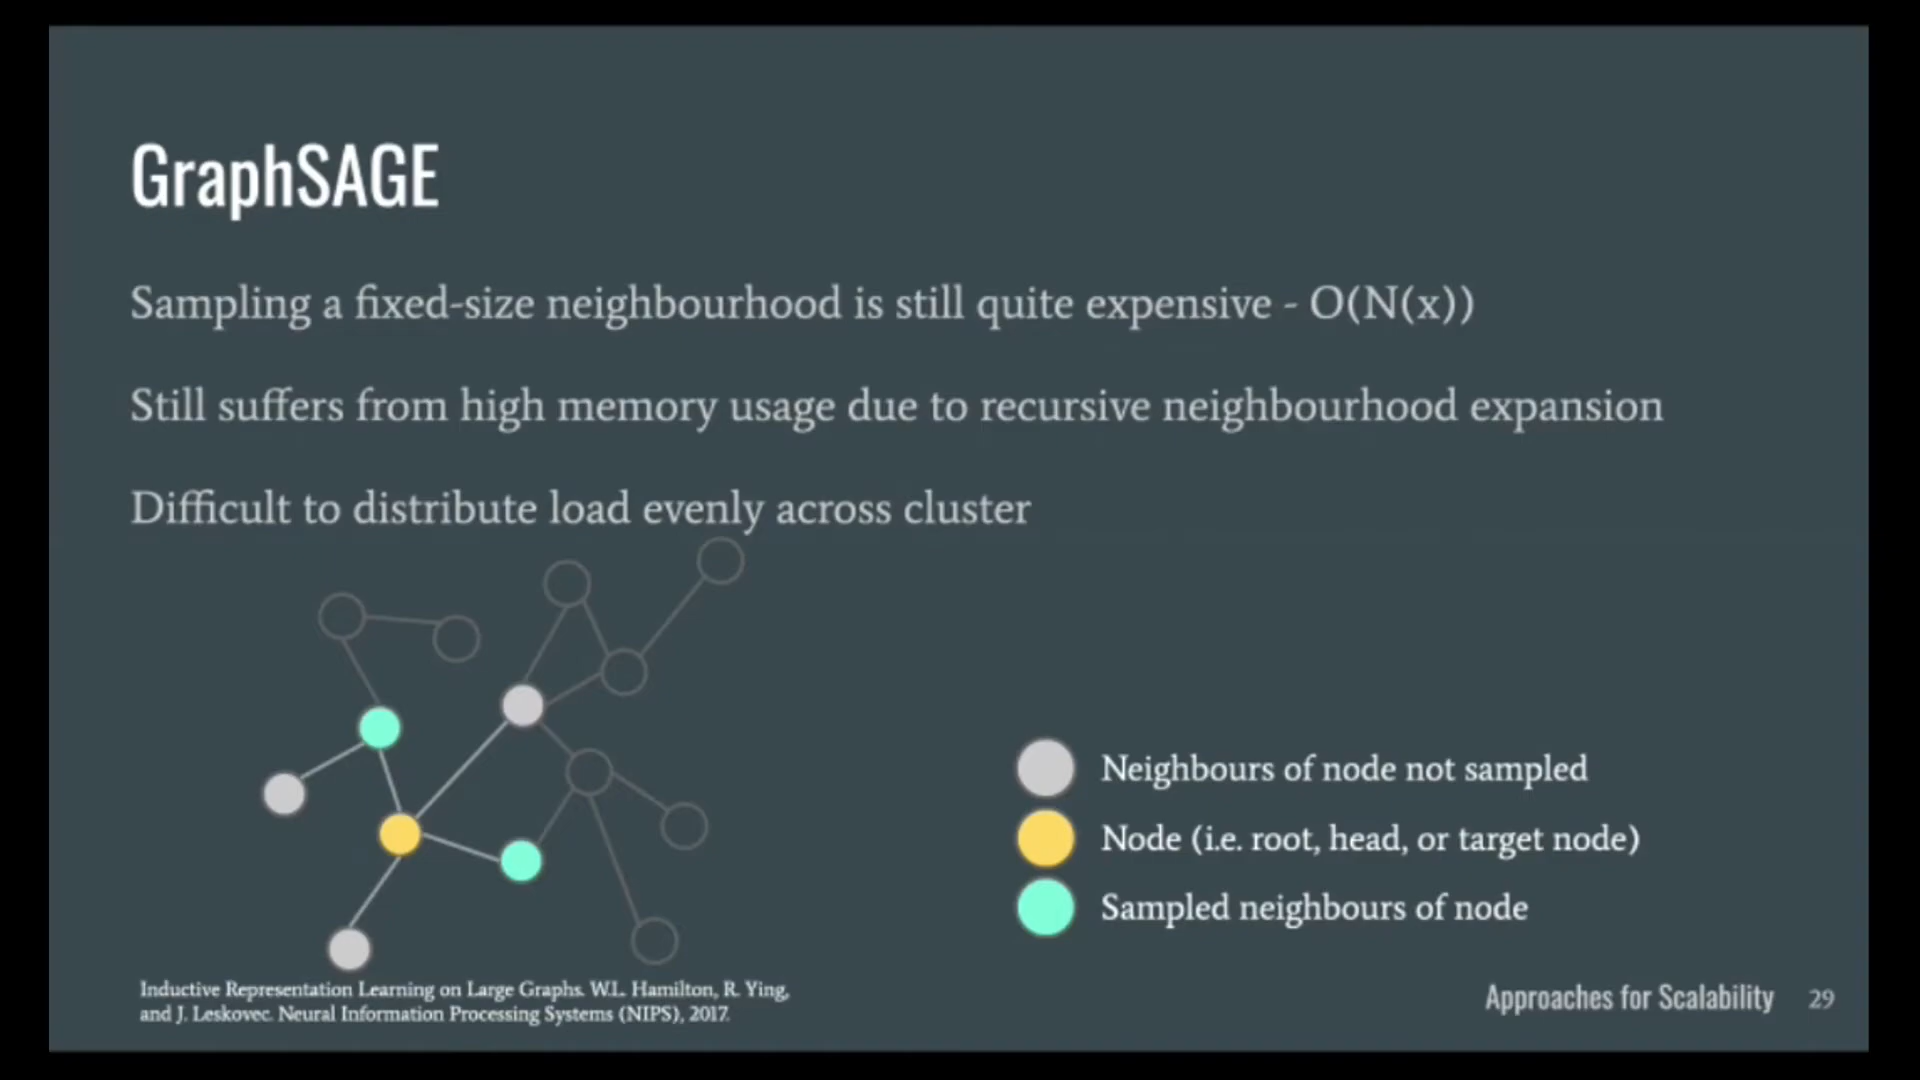 GraphSAGE
Sampling a fixed-size neighbourhood is still quite expensive - O(N(x))
Still suffers from high memory usage due to recursive neighbourhood expansion
Difficult to distribute load evenly across cluster
Neighbours of node not sampled
Node (i.e. root, head, or target node)
Sampled neighbours of node
Inductive Representation Learning on Large Graphs. W.L. Hamilton, R. Ying,
and J. Leskovec. Neural Information Processing Systems (NIPS), 2017.
Approaches for Scalability 29